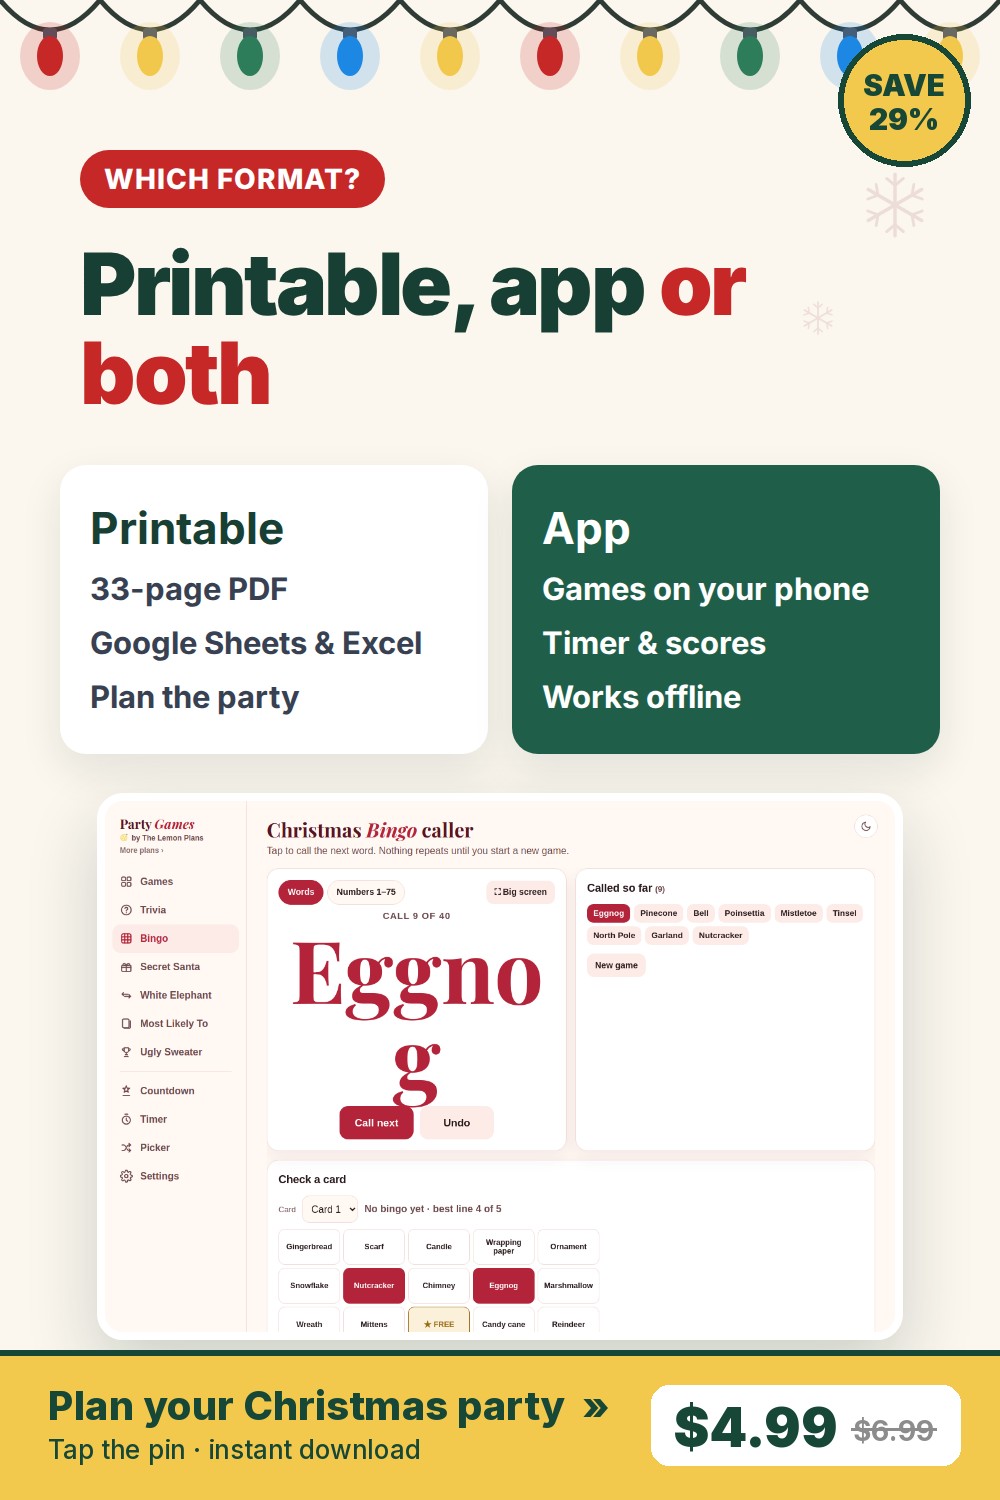 SAVE
29%
WHICH FORMAT?
Printable, app or
both
Printable
33-page PDF
Google Sheets & Excel
Plan the party
App
Games on your phone
Timer & scores
Works offline
Party Games
by The Lemon Plans
More plans ›
Games
Trivia
Bingo
Secret Santa
White Elephant
Most Likely To
Ugly Sweater
Countdown
Timer
Picker
Settings
Christmas Bingo caller
Tap to call the next word. Nothing repeats until you start a new game.
Words
Numbers 1–75
Big screen
CALL 9 OF 40
Eggno
g
Call next
Undo
Called so far (9)
Eggnog Pinecone Bell Poinsettia Mistletoe Tinsel
North Pole Garland Nutcracker
New game
Check a card
Card Card 1 No bingo yet · best line 4 of 5
Gingerbread Scarf Candle Wrapping paper Ornament
Snowflake Nutcracker Chimney Eggnog Marshmallow
Wreath Mittens ★ FREE Candy cane Reindeer
Plan your Christmas party »
Tap the pin · instant download
$4.99 $6.99